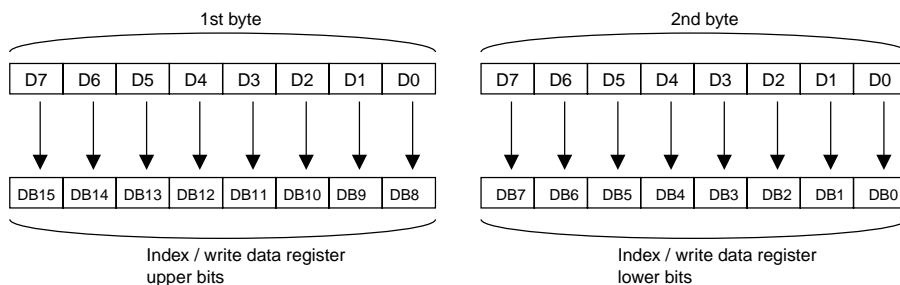 1st byte
2nd byte
D7 D6 D5 D4 D3 D2 D1 D0
D7 D6 D5 D4 D3 D2 D1 D0
DB15 DB14 DB13 DB12 DB11 DB10 DB9 DB8
DB7 DB6 DB5 DB4 DB3 DB2 DB1 DB0
Index / write data register
upper bits
Index / write data register
lower bits